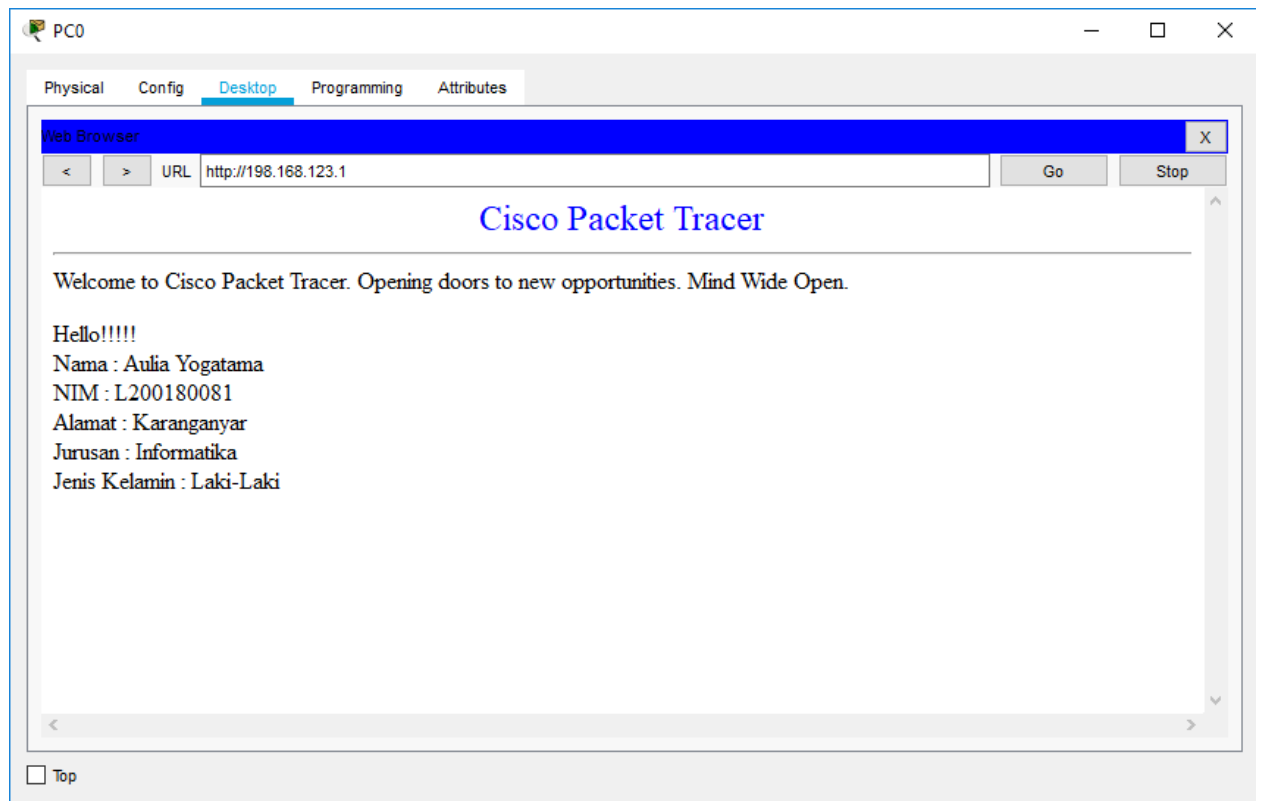 PC0
Physical Config Desktop Programming Attributes
Web Browser X
< > URL http://198.168.123.1 Go Stop
Cisco Packet Tracer
Welcome to Cisco Packet Tracer. Opening doors to new opportunities. Mind Wide Open.
Hello!!!!!
Nama : Aulia Yogatama
NIM : L200180081
Alamat : Karanganyar
Jurusan : Informatika
Jenis Kelamin : Laki-Laki
Top